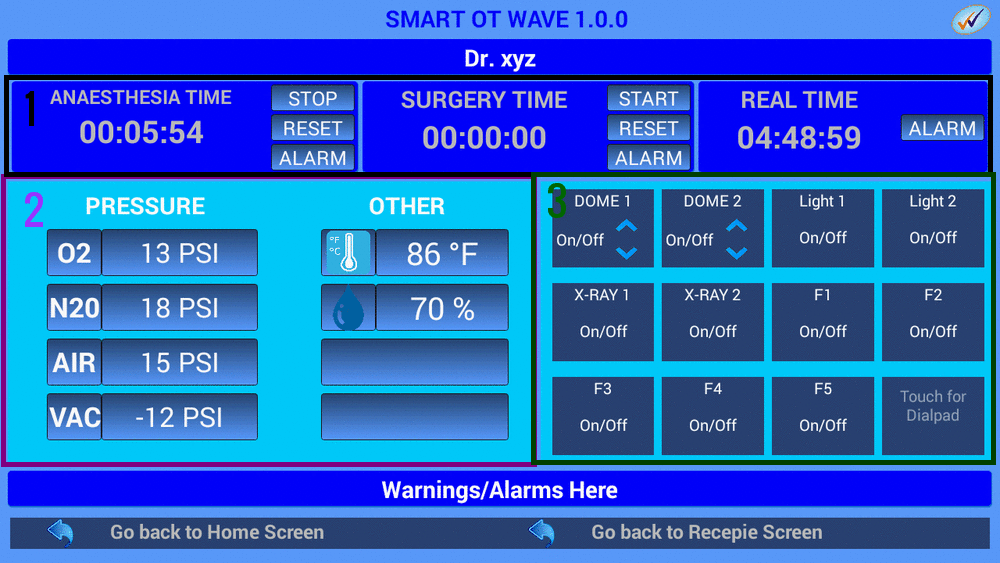 SMART OT WAVE 1.0.0
Dr. xyz
1
ANAESTHESIA TIME
00:05:54
STOP
RESET
ALARM
SURGERY TIME
00:00:00
START
RESET
ALARM
REAL TIME
04:48:59
ALARM
2
PRESSURE
O2 13 PSI
N20 18 PSI
AIR 15 PSI
VAC -12 PSI
OTHER
°F
°C
86 °F
70 %
3
DOME 1
On/Off
DOME 2
On/Off
Light 1
On/Off
Light 2
On/Off
X-RAY 1
On/Off
X-RAY 2
On/Off
F1
On/Off
F2
On/Off
F3
On/Off
F4
On/Off
F5
On/Off
Touch for
Dialpad
Warnings/Alarms Here
Go back to Home Screen
Go back to Recepie Screen